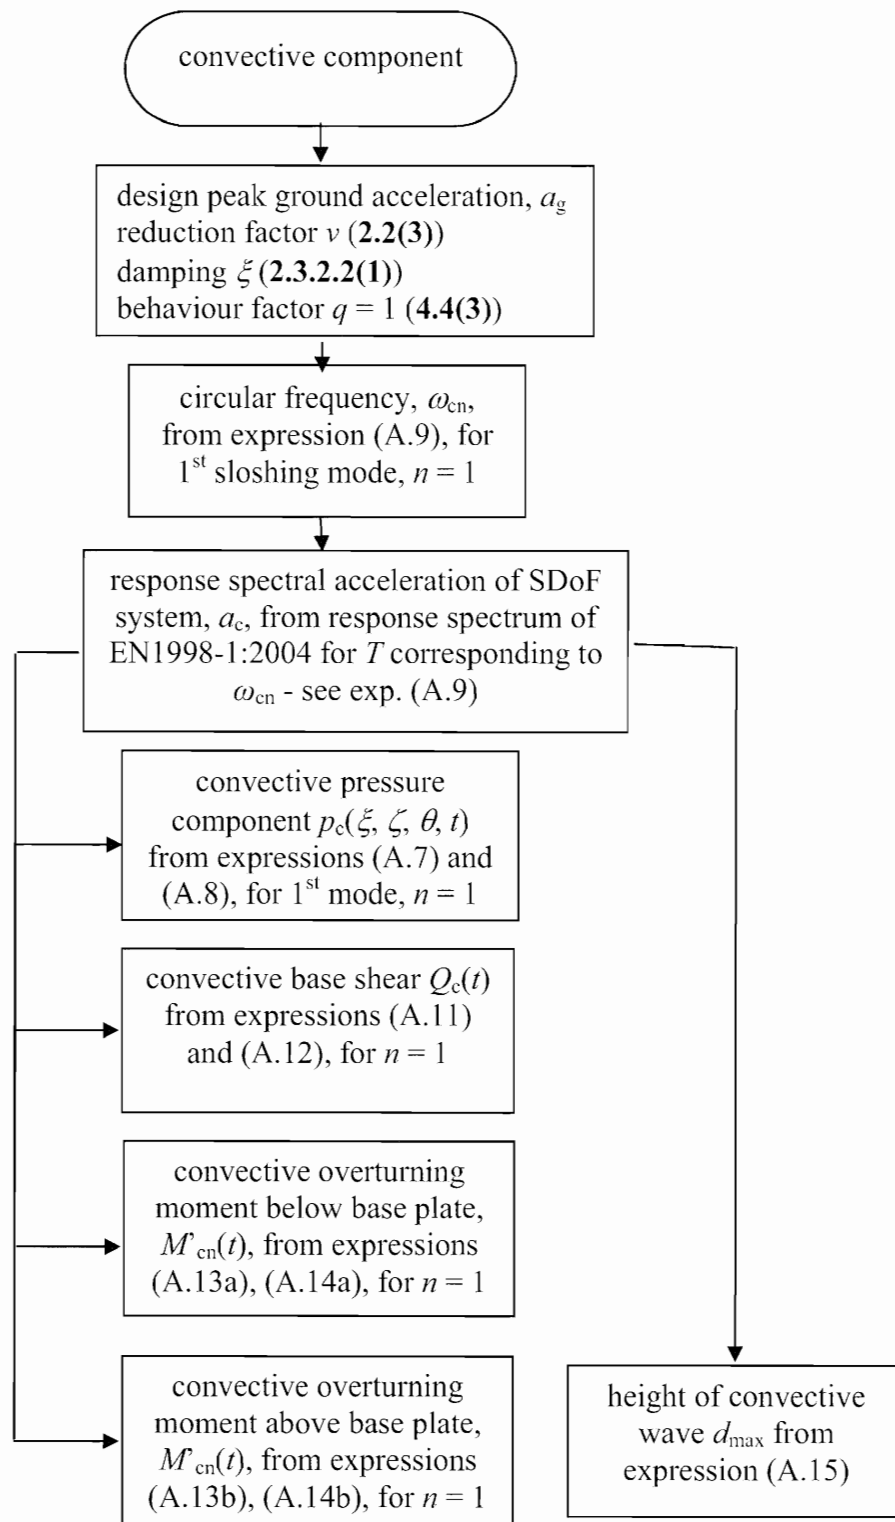 convective component
design peak ground acceleration, a_g
reduction factor ν (2.2(3))
damping ξ (2.3.2.2(1))
behaviour factor q = 1 (4.4(3))
circular frequency, ω_cn,
from expression (A.9), for
1st sloshing mode, n = 1
response spectral acceleration of SDoF
system, a_c, from response spectrum of
EN1998-1:2004 for T corresponding to
ω_cn - see exp. (A.9)
convective pressure
component p_c(ξ, ζ, θ, t)
from expressions (A.7) and
(A.8), for 1st mode, n = 1
convective base shear Q_c(t)
from expressions (A.11)
and (A.12), for n = 1
convective overturning
moment below base plate,
M'_cn(t), from expressions
(A.13a), (A.14a), for n = 1
convective overturning
moment above base plate,
M'_cn(t), from expressions
(A.13b), (A.14b), for n = 1
height of convective
wave d_max from
expression (A.15)